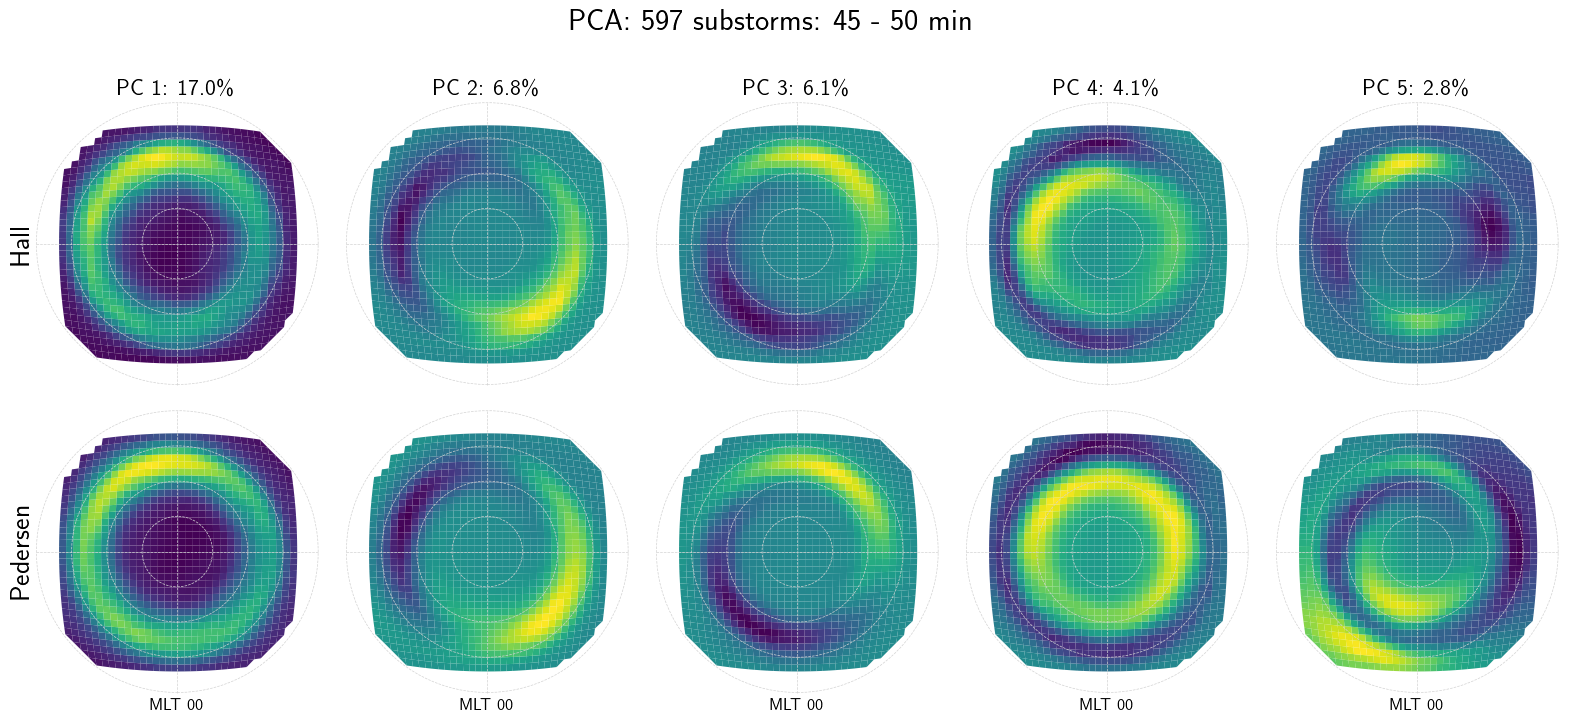 PCA: 597 substorms: 45 - 50 min
PC 1: 17.0%
PC 2: 6.8%
PC 3: 6.1%
PC 4: 4.1%
PC 5: 2.8%
Hall
Pedersen
MLT 00
MLT 00
MLT 00
MLT 00
MLT 00